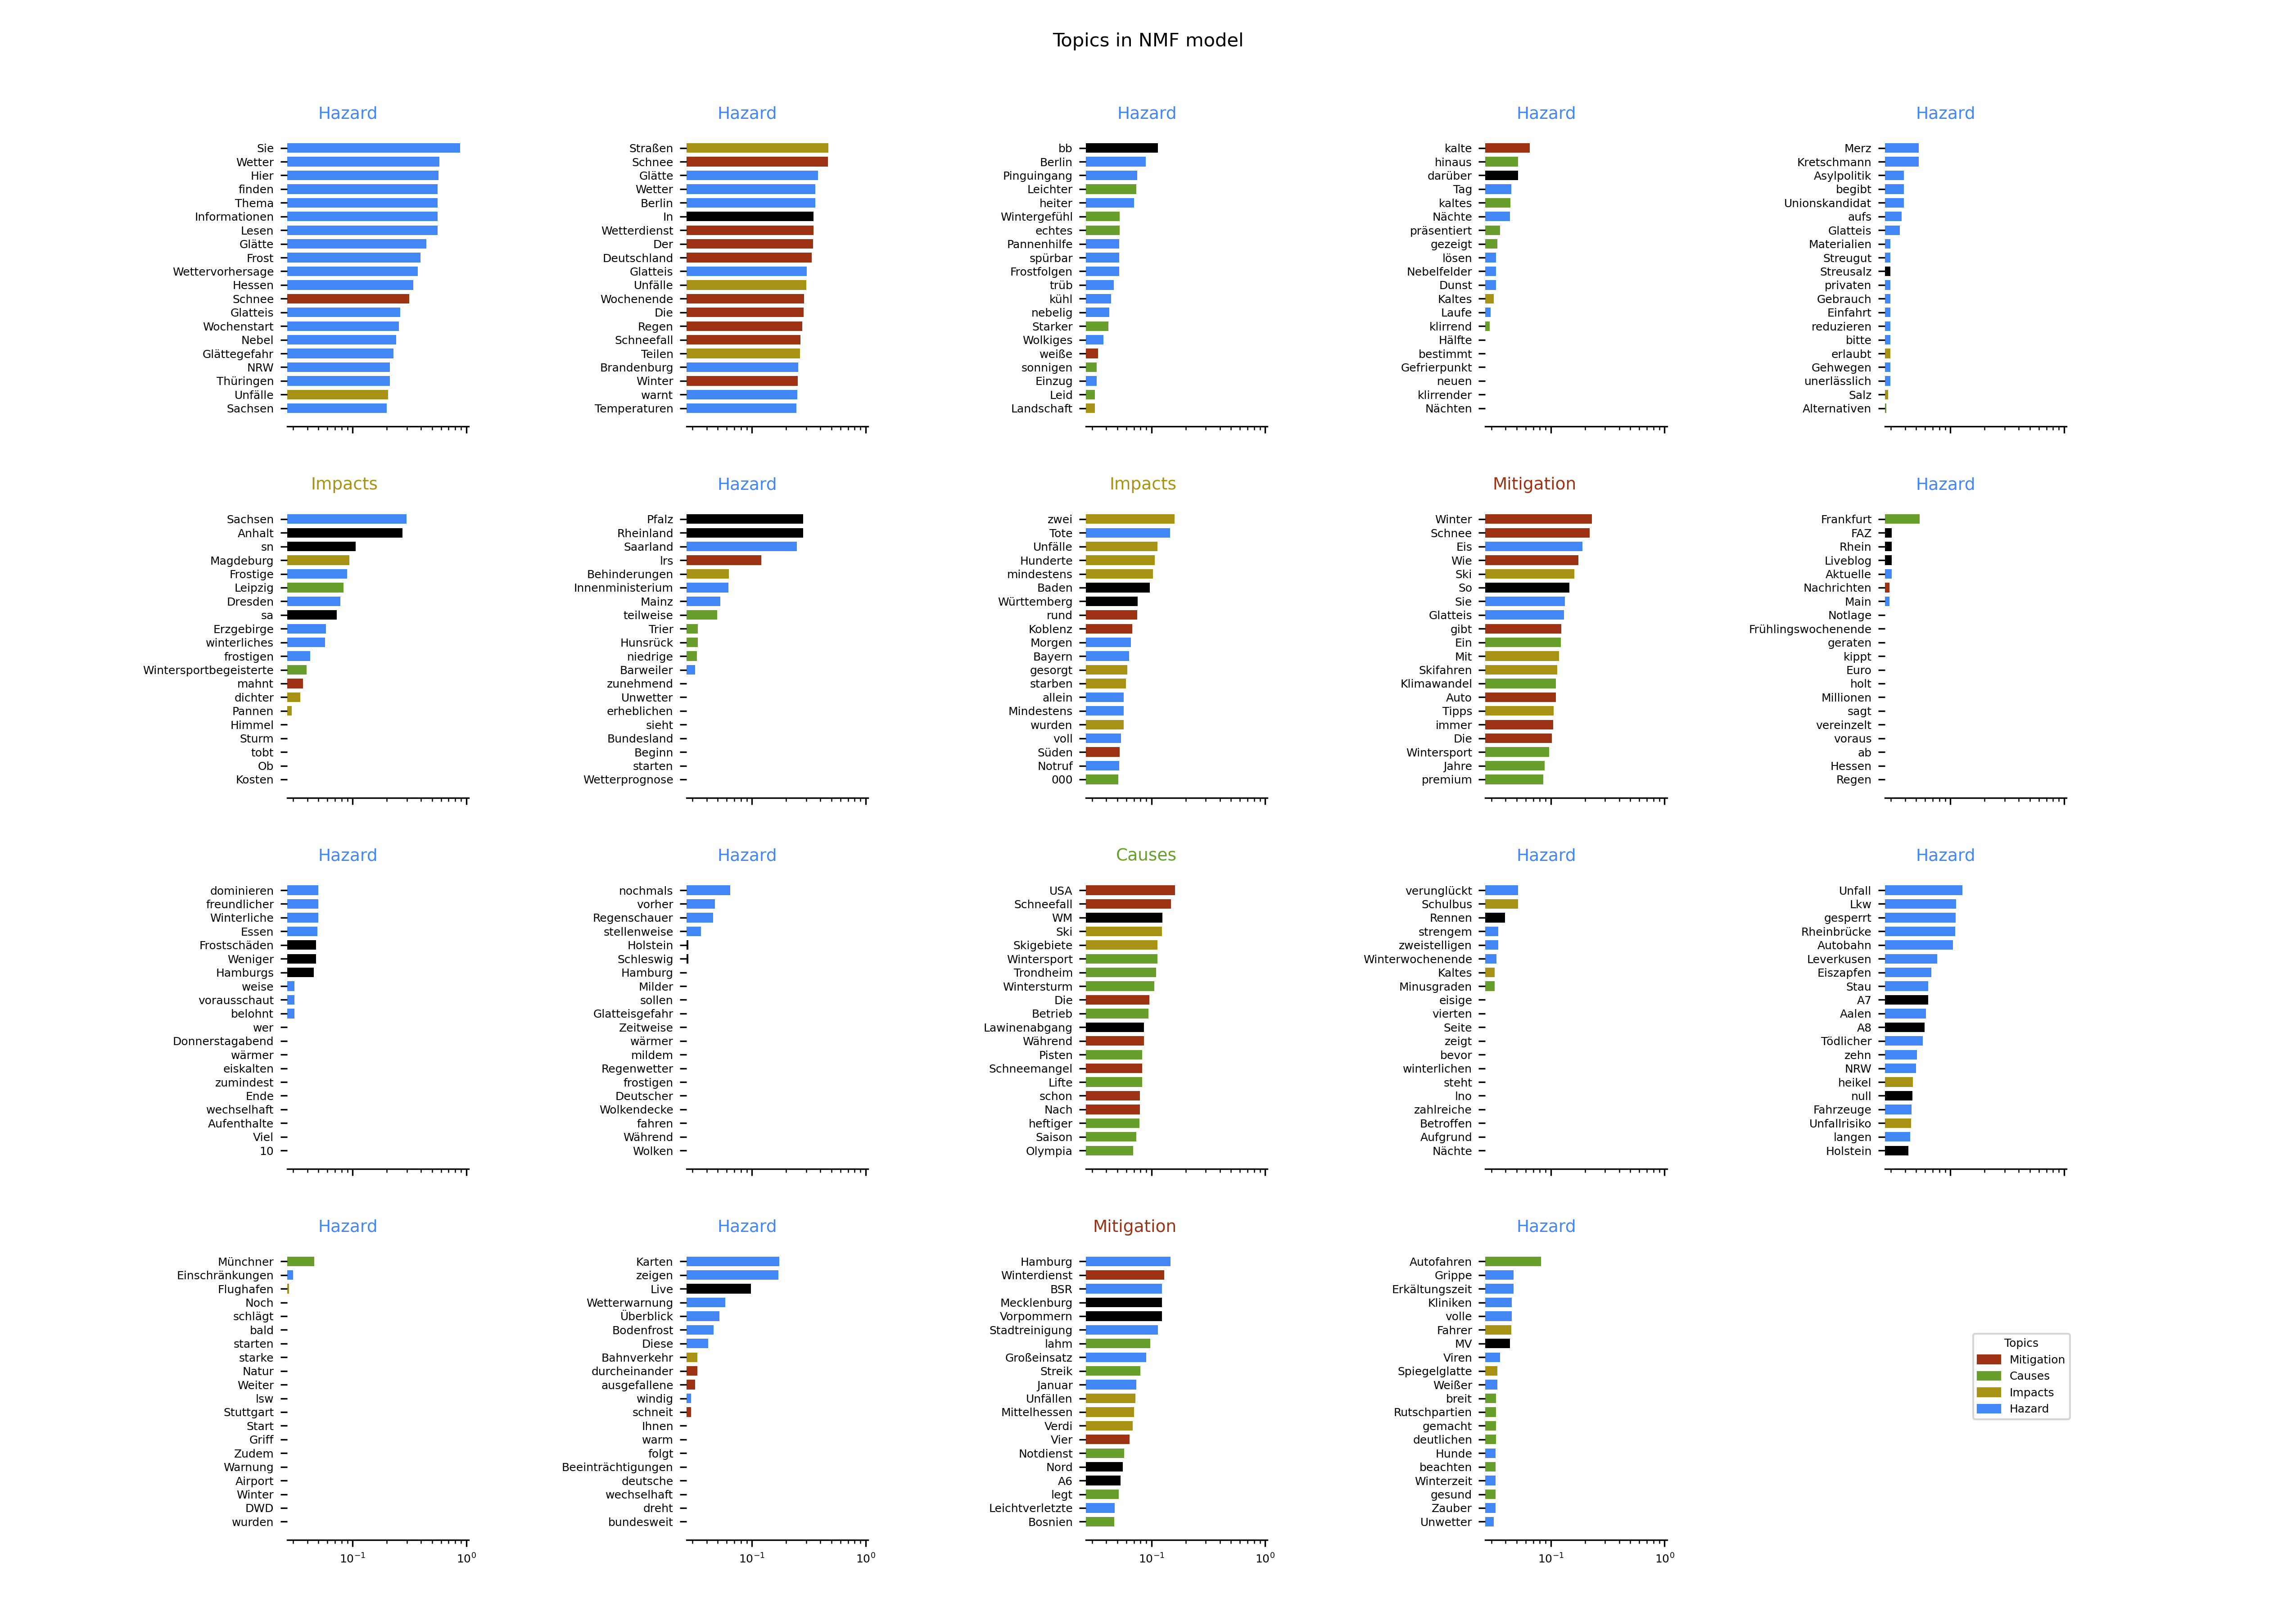 Topics in NMF model
Hazard
Sie
Wetter
Hier
finden
Thema
Informationen
Lesen
Glätte
Frost
Wettervorhersage
Hessen
Schnee
Glatteis
Wochenstart
Nebel
Glättegefahr
NRW
Thüringen
Unfälle
Sachsen
Hazard
Straßen
Schnee
Glätte
Wetter
Berlin
In
Wetterdienst
Der
Deutschland
Glatteis
Unfälle
Wochenende
Die
Regen
Schneefall
Teilen
Brandenburg
Winter
warnt
Temperaturen
Hazard
bb
Berlin
Pinguingang
Leichter
heiter
Wintergefühl
echtes
Pannenhilfe
spürbar
Frostfolgen
trüb
kühl
nebelig
Starker
Wolkiges
weiße
sonnigen
Einzug
Leid
Landschaft
Hazard
kalte
hinaus
darüber
Tag
kaltes
Nächte
präsentiert
gezeigt
lösen
Nebelfelder
Dunst
Kaltes
Laufe
klirrend
Hälfte
bestimmt
Gefrierpunkt
neuen
klirrender
Nächten
Hazard
Merz
Kretschmann
Asylpolitik
begibt
Unionskandidat
aufs
Glatteis
Materialien
Streugut
Streusalz
privaten
Gebrauch
Einfahrt
reduzieren
bitte
erlaubt
Gehwegen
unerlässlich
Salz
Alternativen
Impacts
Sachsen
Anhalt
sn
Magdeburg
Frostige
Leipzig
Dresden
sa
Erzgebirge
winterliches
frostigen
Wintersportbegeisterte
mahnt
dichter
Pannen
Himmel
Sturm
tobt
Ob
Kosten
Hazard
Pfalz
Rheinland
Saarland
lrs
Behinderungen
Innenministerium
Mainz
teilweise
Trier
Hunsrück
niedrige
Barweiler
zunehmend
Unwetter
erheblichen
sieht
Bundesland
Beginn
starten
Wetterprognose
Impacts
zwei
Tote
Unfälle
Hunderte
mindestens
Baden
Württemberg
rund
Koblenz
Morgen
Bayern
gesorgt
starben
allein
Mindestens
wurden
voll
Süden
Notruf
000
Mitigation
Winter
Schnee
Eis
Wie
Ski
So
Sie
Glatteis
gibt
Ein
Mit
Skifahren
Klimawandel
Auto
Tipps
immer
Die
Wintersport
Jahre
premium
Hazard
Frankfurt
FAZ
Rhein
Liveblog
Aktuelle
Nachrichten
Main
Notlage
Frühlingswochenende
geraten
kippt
Euro
holt
Millionen
sagt
vereinzelt
voraus
ab
Hessen
Regen
Hazard
dominieren
freundlicher
Winterliche
Essen
Frostschäden
Weniger
Hamburgs
weise
vorausschaut
belohnt
wer
Donnerstagabend
wärmer
eiskalten
zumindest
Ende
wechselhaft
Aufenthalte
Viel
10
Hazard
nochmals
vorher
Regenschauer
stellenweise
Holstein
Schleswig
Hamburg
Milder
sollen
Glatteisgefahr
Zeitweise
wärmer
mildem
Regenwetter
frostigen
Deutscher
Wolkendecke
fahren
Während
Wolken
Causes
USA
Schneefall
WM
Ski
Skigebiete
Wintersport
Trondheim
Wintersturm
Die
Betrieb
Lawinenabgang
Während
Pisten
Schneemangel
Lifte
schon
Nach
heftiger
Saison
Olympia
Hazard
verunglückt
Schulbus
Rennen
strengem
zweistelligen
Winterwochenende
Kaltes
Minusgraden
eisige
vierten
Seite
zeigt
bevor
winterlichen
steht
Ino
zahlreiche
Betroffen
Aufgrund
Nächte
Hazard
Unfall
Lkw
gesperrt
Rheinbrücke
Autobahn
Leverkusen
Eiszapfen
Stau
A7
Aalen
A8
Tödlicher
zehn
NRW
heikel
null
Fahrzeuge
Unfallrisiko
langen
Holstein
Hazard
Münchner
Einschränkungen
Flughafen
Noch
schlägt
bald
starten
starke
Natur
Weiter
lsw
Stuttgart
Start
Griff
Zudem
Warnung
Airport
Winter
DWD
wurden
10⁻¹ 10⁰
Hazard
Karten
zeigen
Live
Wetterwarnung
Überblick
Bodenfrost
Diese
Bahnverkehr
durcheinander
ausgefallene
windig
schneit
Ihnen
warm
folgt
Beeinträchtigungen
deutsche
wechselhaft
dreht
bundesweit
10⁻¹ 10⁰
Mitigation
Hamburg
Winterdienst
BSR
Mecklenburg
Vorpommern
Stadtreinigung
lahm
Großeinsatz
Streik
Januar
Unfällen
Mittelhessen
Verdi
Vier
Notdienst
Nord
A6
legt
Leichtverletzte
Bosnien
10⁻¹ 10⁰
Hazard
Autofahren
Grippe
Erkältungszeit
Kliniken
volle
Fahrer
MV
Viren
Spiegelglatte
Weißer
breit
Rutschpartien
gemacht
deutlichen
Hunde
beachten
Winterzeit
gesund
Zauber
Unwetter
10⁻¹ 10⁰
Topics
Mitigation
Causes
Impacts
Hazard